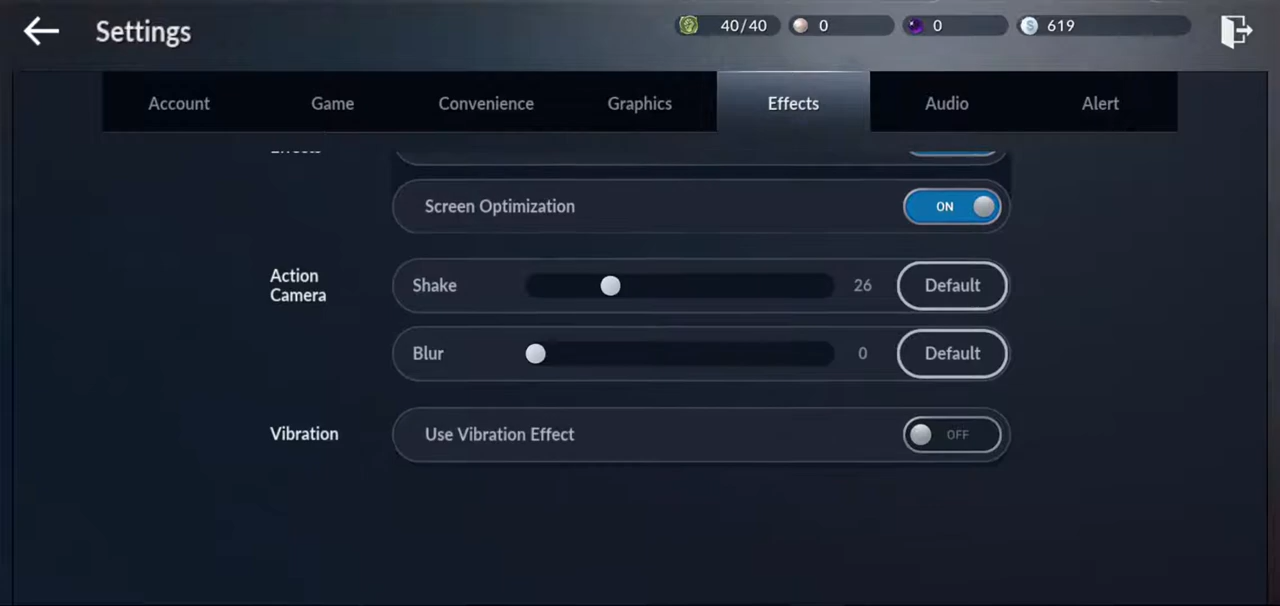 Settings
40/40
0
0
619
Account
Game
Convenience
Graphics
Effects
Audio
Alert
Effects
Screen Optimization
ON
Action
Camera
Shake
26
Default
Blur
0
Default
Vibration
Use Vibration Effect
OFF